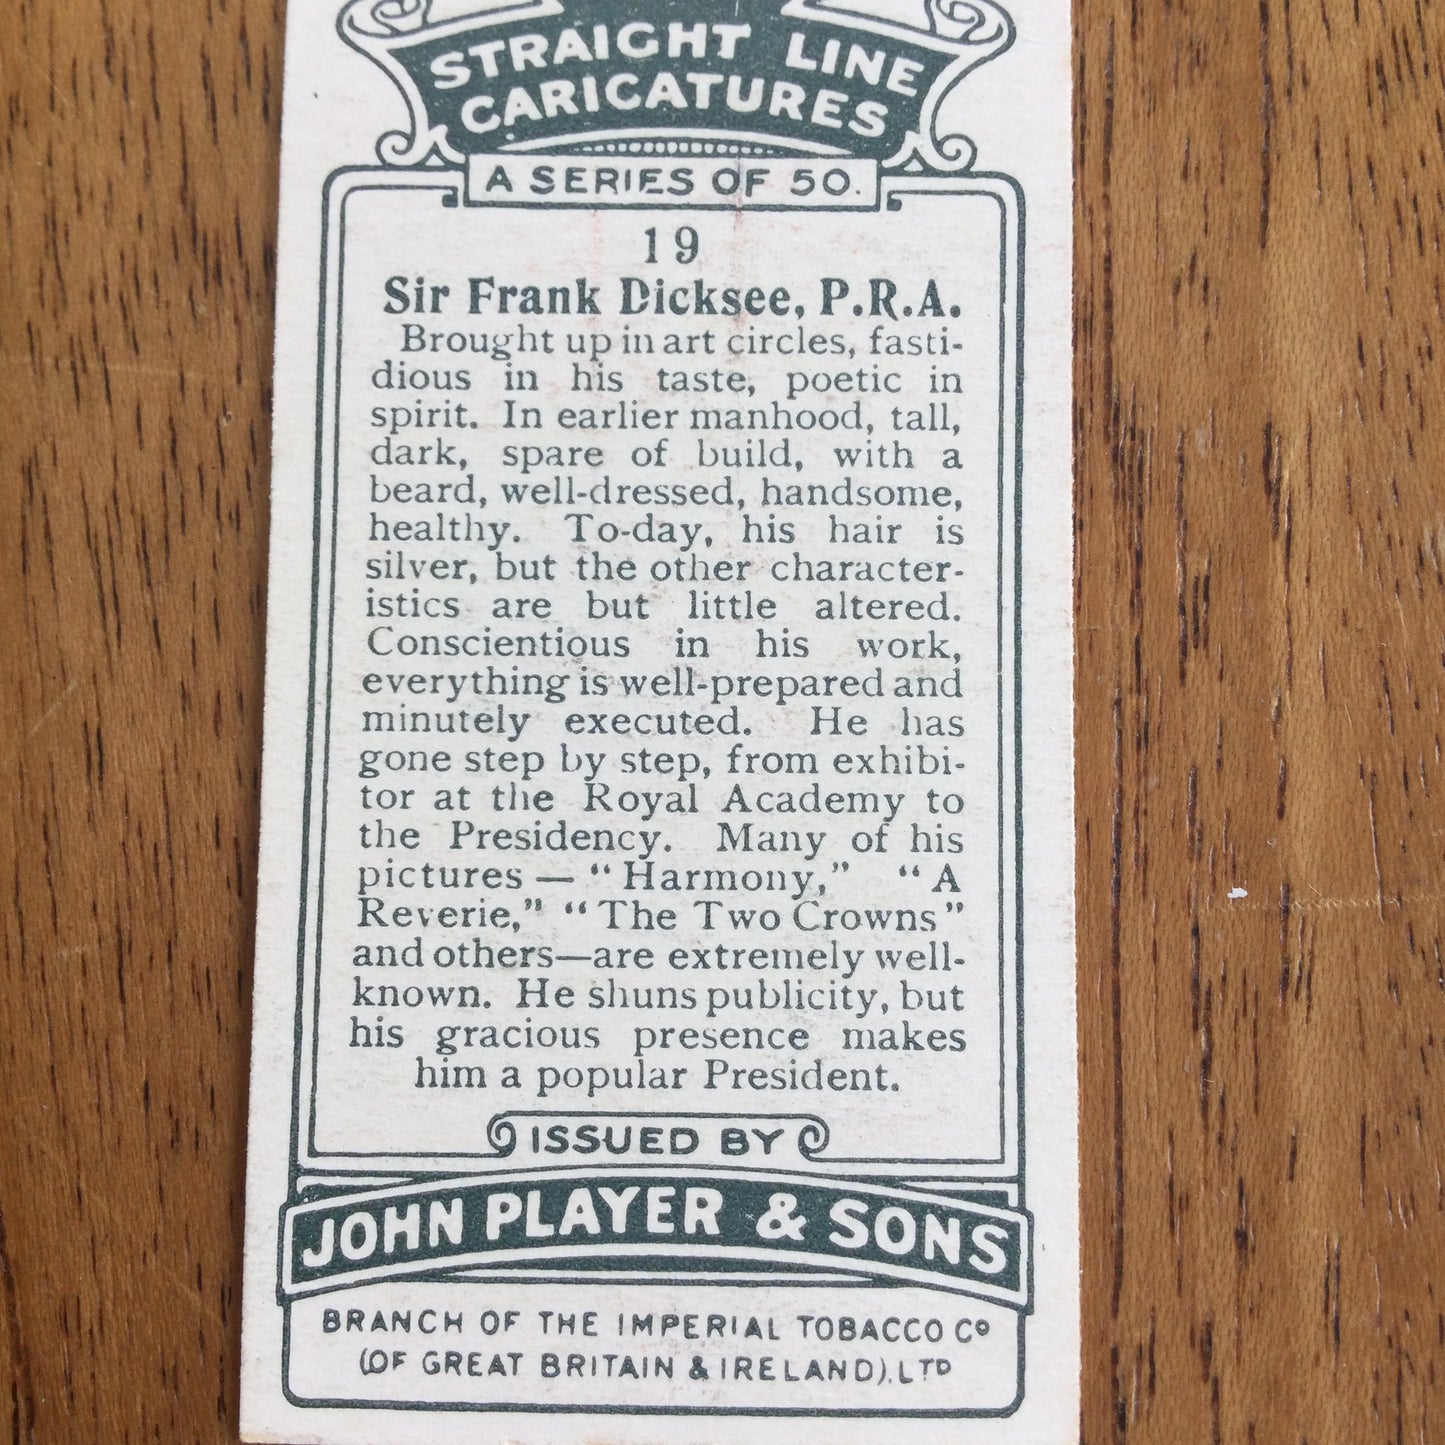 STRAIGHT LINE
CARICATURES
A SERIES OF 50.
19
Sir Frank Dicksee, P.R.A.
Brought up in art circles, fasti-
dious in his taste, poetic in
spirit. In earlier manhood, tall,
dark, spare of build, with a
beard, well-dressed, handsome,
healthy. To-day, his hair is
silver, but the other character-
istics are but little altered.
Conscientious in his work,
everything is well-prepared and
minutely executed. He has
gone step by step, from exhibi-
tor at the Royal Academy to
the Presidency. Many of his
pictures — “Harmony,” “A
Reverie,” “The Two Crowns”
and others—are extremely well-
known. He shuns publicity, but
his gracious presence makes
him a popular President.
ISSUED BY
JOHN PLAYER & SONS
BRANCH OF THE IMPERIAL TOBACCO Cº
(OF GREAT BRITAIN & IRELAND), LTD